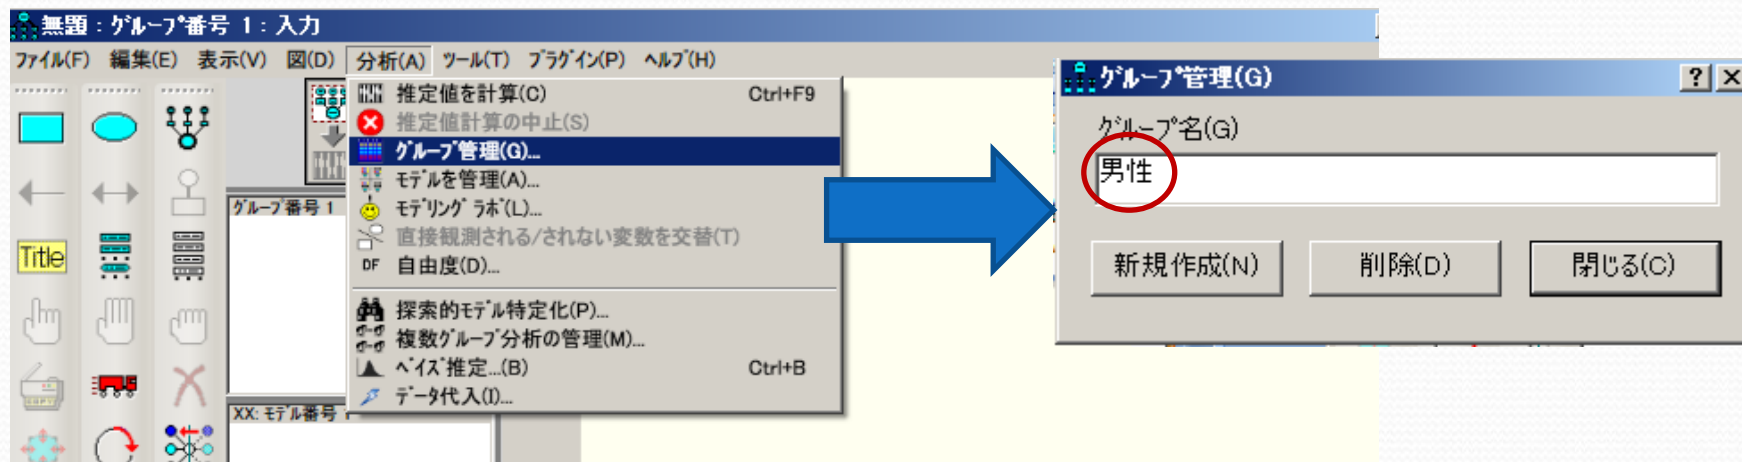 無題 : グループ番号 1 : 入力
ファイル(F) 編集(E) 表示(V) 図(D) 分析(A) ツール(T) プラグイン(P) ヘルプ(H)
推定値を計算(C) Ctrl+F9
推定値計算の中止(S)
グループ管理(G)...
モデルを管理(A)...
モデリング ラボ(L)...
直接観測される/されない変数を交替(T)
DF 自由度(D)...
探索的モデル特定化(P)...
複数グループ分析の管理(M)...
ベイズ推定...(B) Ctrl+B
データ代入(I)...
Title
グループ番号 1
XX: モデル番号
グループ管理(G)
グループ名(G)
男性
新規作成(N) 削除(D) 閉じる(C)